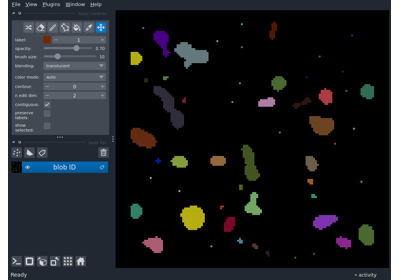 File View Plugins Window Help
label: 1
opacity: 0.70
brush size: 10
blending: translucent
color mode: auto
contour: 0
n edit dim: 2
contiguous:
preserve
labels:
show
selected:
blob ID
Ready
activity